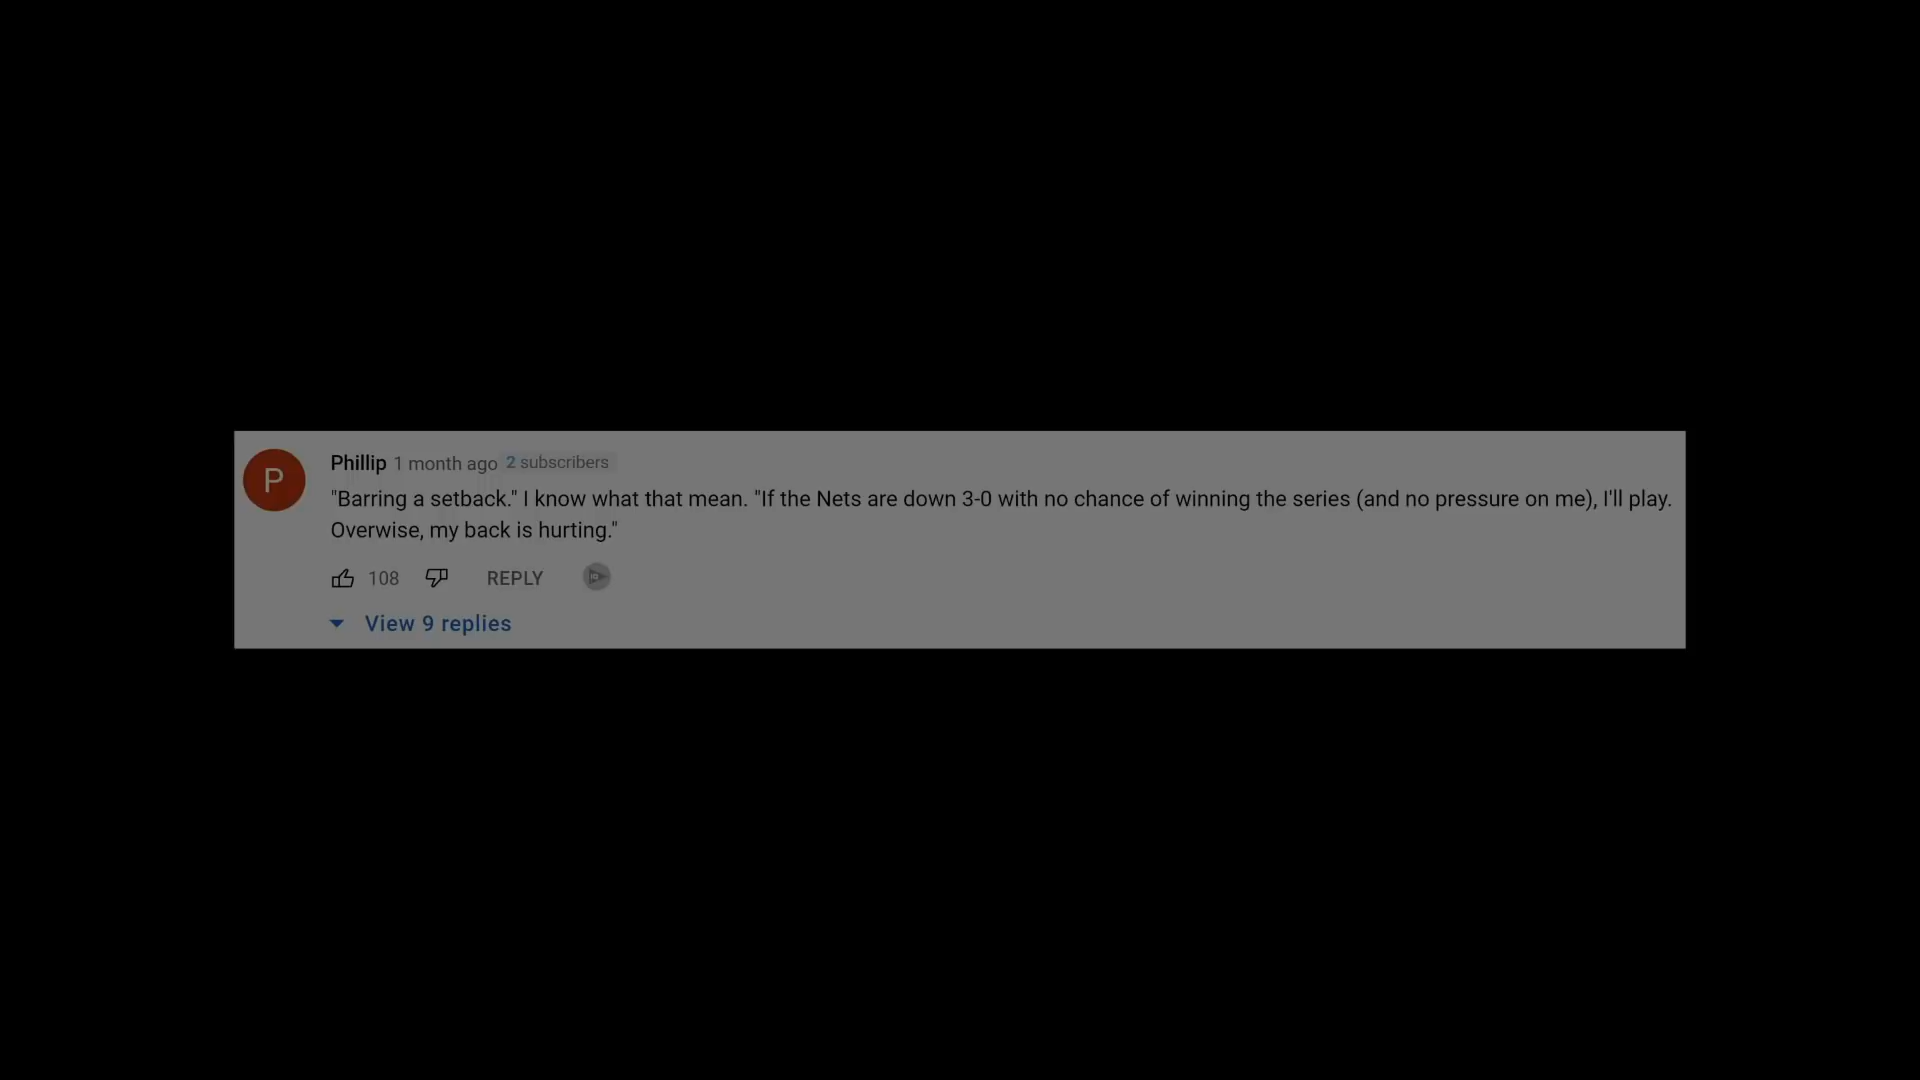 P
Phillip 1 month ago 2 subscribers
"Barring a setback." I know what that mean. "If the Nets are down 3-0 with no chance of winning the series (and no pressure on me), I'll play.
Overwise, my back is hurting."
108 REPLY
View 9 replies